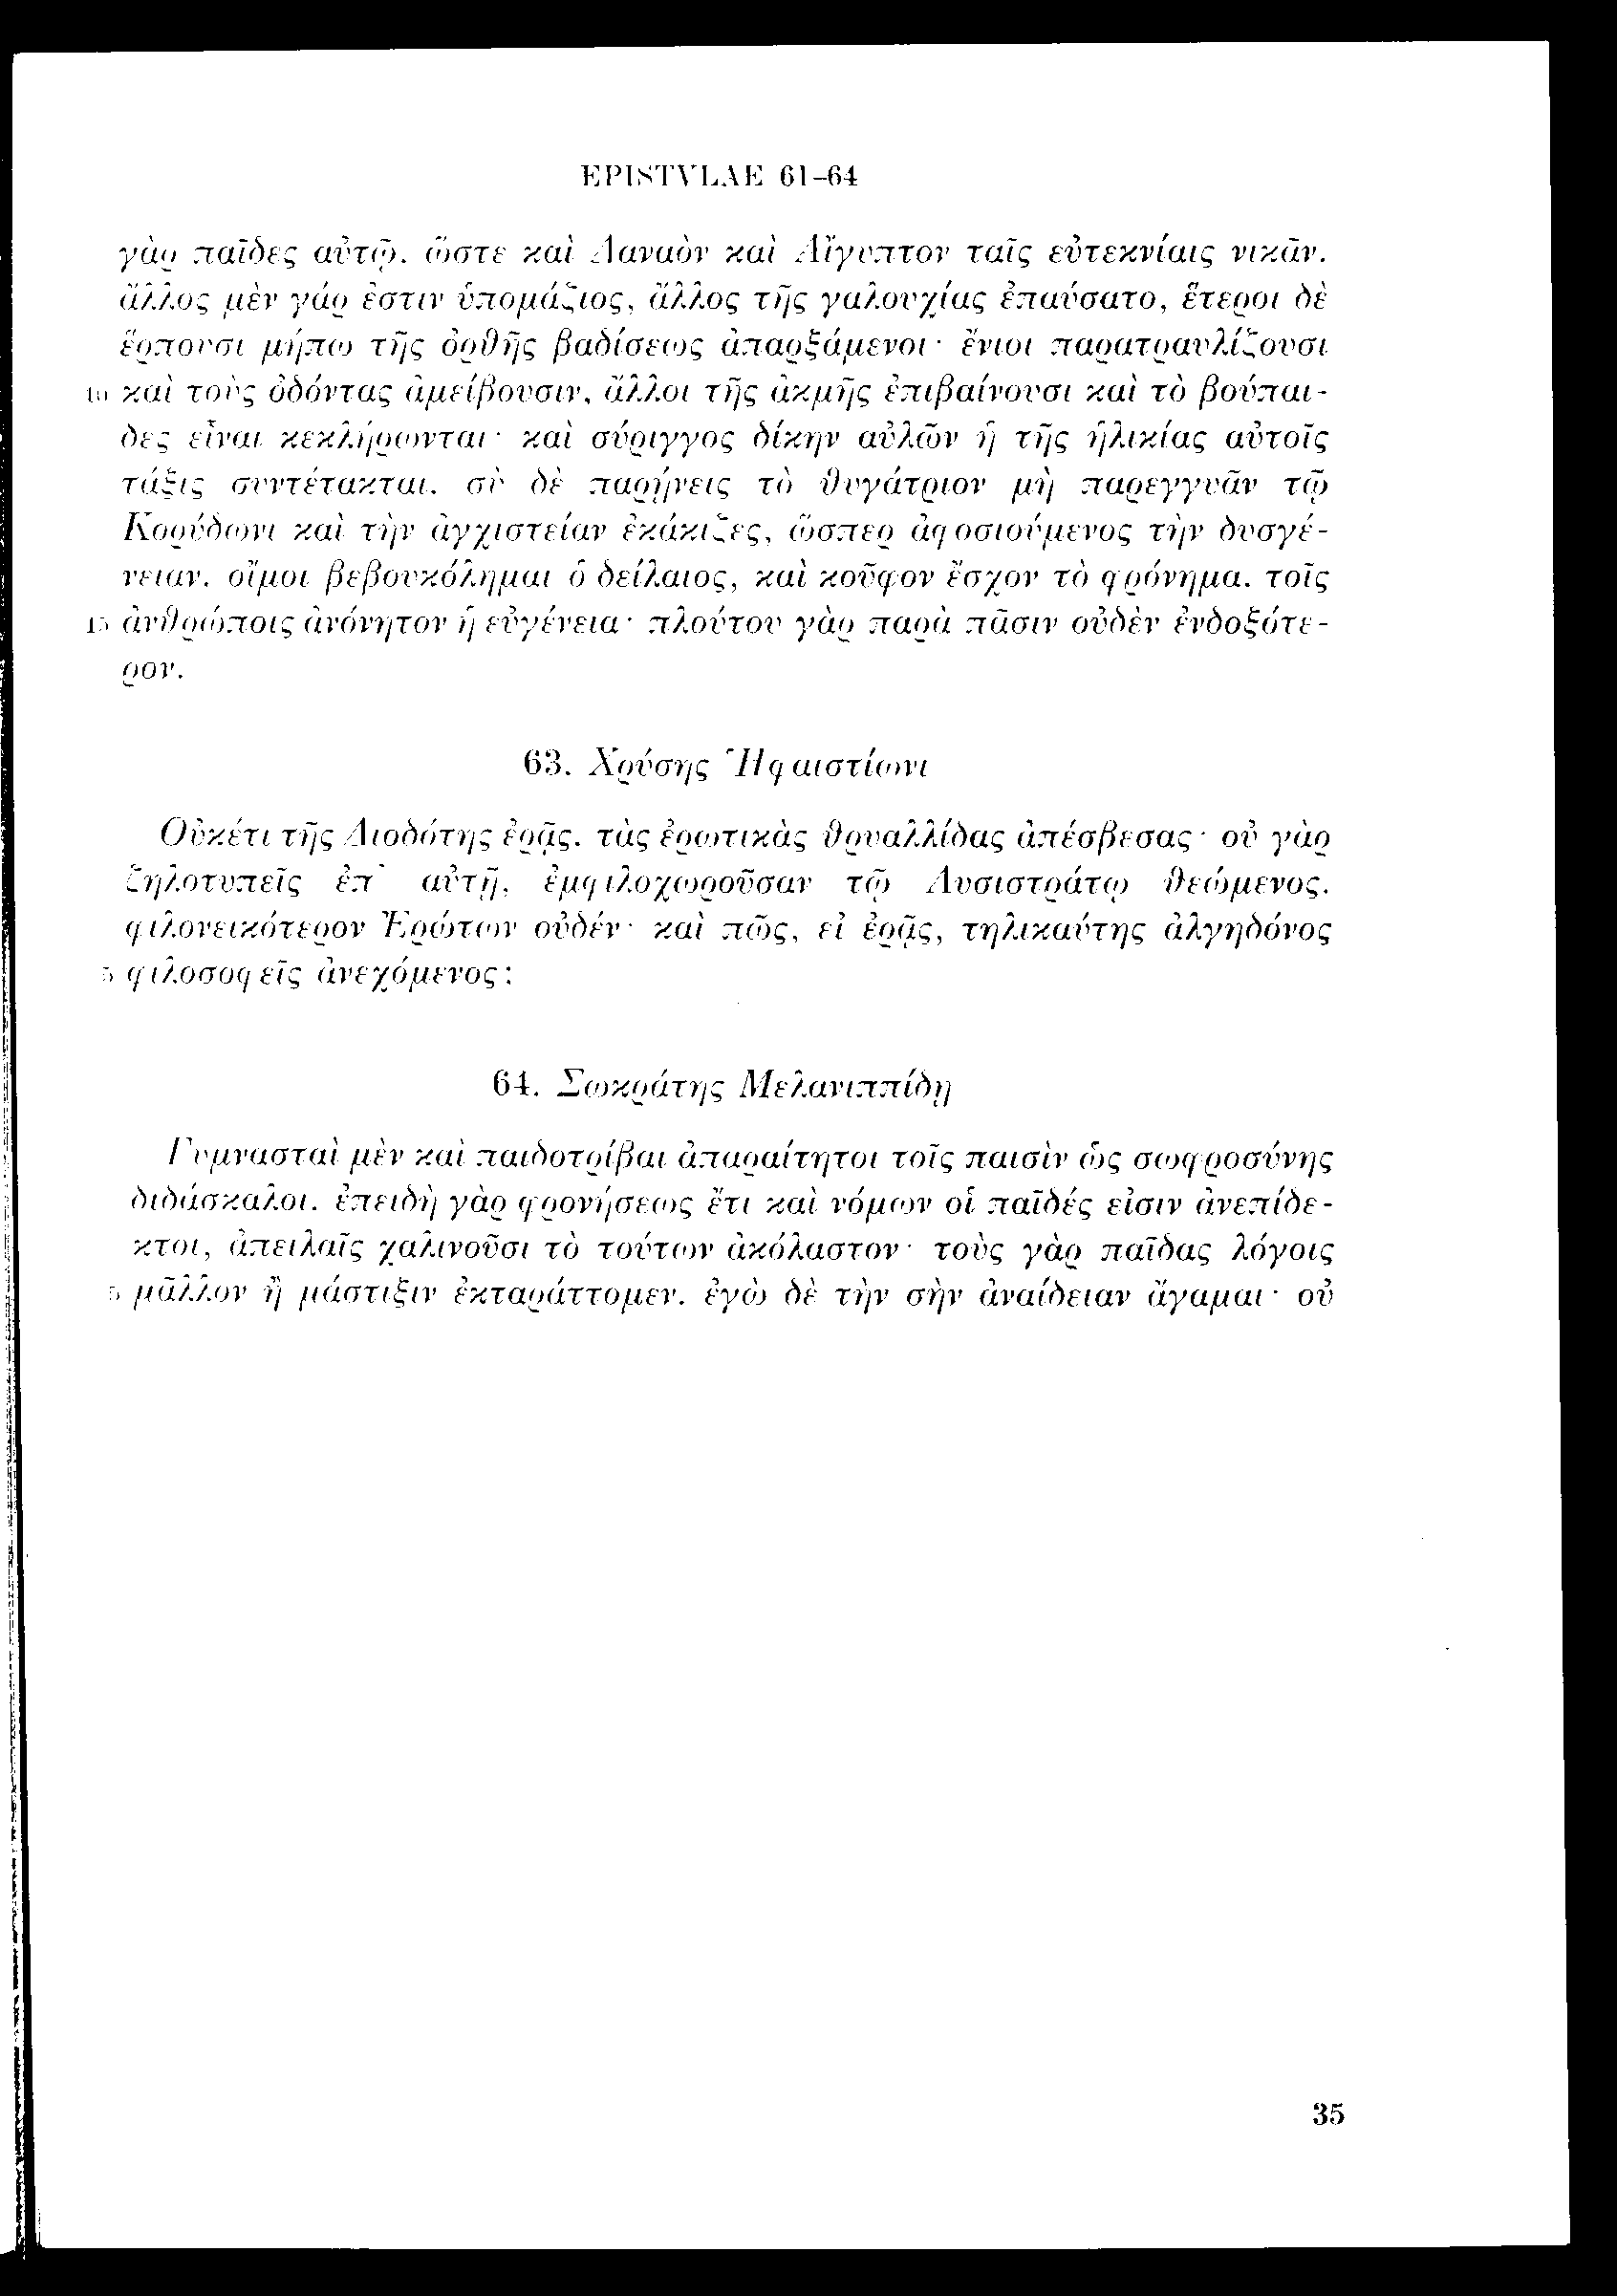 EPISTVLAE 61-64
γὰρ παῖδες αὐτῷ, ὥστε καὶ Δαναὸν καὶ Αἴγυπτον ταῖς εὐτεκνίαις νικᾶν.
ἄλλος μὲν γάρ ἐστιν ὑπομάζιος, ἄλλος τῆς γαλουχίας ἐπαύσατο, ἕτεροι δὲ
ἕρπουσι μήπω τῆς ὀρθῆς βαδίσεως ἀπαρξάμενοι· ἔνιοι παρατραυλίζουσι
10 καὶ τοὺς ὀδόντας ἀμείβουσιν, ἄλλοι τῆς ἀκμῆς ἐπιβαίνουσι καὶ τὸ βούπαι-
δες εἶναι κεκλήρωνται· καὶ σύριγγος δίκην αὐλῶν ἡ τῆς ἡλικίας αὐτοῖς
τάξις συντέτακται. σὺ δὲ παρῄνεις τὸ θυγάτριον μὴ παρεγγυᾶν τῷ
Κορύδωνι καὶ τὴν ἀγχιστείαν ἐκάκιζες, ὥσπερ ἀφοσιούμενος τὴν δυσγέ-
νειαν. οἴμοι βεβουκόλημαι ὁ δείλαιος, καὶ κοῦφον ἔσχον τὸ φρόνημα. τοῖς
15 ἀνθρώποις ἀνόνητον ἡ εὐγένεια· πλούτου γὰρ παρὰ πᾶσιν οὐδὲν ἐνδοξότε-
ρον.
63. Χρύσης Ἡφαιστίωνι
Οὐκέτι τῆς Διοδότης ἐρᾷς. τὰς ἐρωτικὰς θρυαλλίδας ἀπέσβεσας· οὐ γὰρ
ζηλοτυπεῖς ἐπ᾽ αὐτῇ, ἐμφιλοχωροῦσαν τῷ Λυσιστράτῳ θεώμενος.
φιλονεικότερον Ἐρώτων οὐδέν· καὶ πῶς, εἰ ἐρᾷς, τηλικαύτης ἀλγηδόνος
5 φιλοσοφεῖς ἀνεχόμενος;
64. Σωκράτης Μελανιππίδῃ
Γυμνασταὶ μὲν καὶ παιδοτρίβαι ἀπαραίτητοι τοῖς παισὶν ὡς σωφροσύνης
διδάσκαλοι. ἐπειδὴ γὰρ φρονήσεως ἔτι καὶ νόμων οἱ παῖδές εἰσιν ἀνεπίδε-
κτοι, ἀπειλαῖς χαλινοῦσι τὸ τούτων ἀκόλαστον· τοὺς γὰρ παῖδας λόγοις
5 μᾶλλον ἢ μάστιξιν ἐκταράττομεν. ἐγὼ δὲ τὴν σὴν ἀναίδειαν ἄγαμαι· οὐ
35